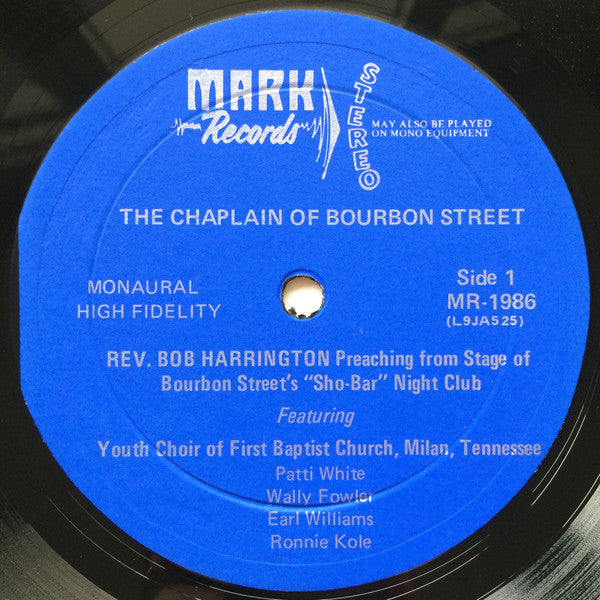 MARK
Records
STEREO
MAY ALSO BE PLAYED
ON MONO EQUIPMENT
THE CHAPLAIN OF BOURBON STREET
MONAURAL
HIGH FIDELITY
Side 1
MR-1986
(L9JA525)
REV. BOB HARRINGTON Preaching from Stage of
Bourbon Street's "Sho-Bar" Night Club
Featuring
Youth Choir of First Baptist Church, Milan, Tennessee
Patti White
Wally Fowler
Earl Williams
Ronnie Kole